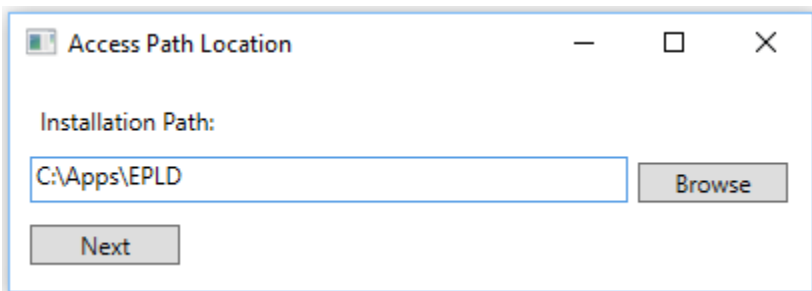 Access Path Location
Installation Path:
C:\Apps\EPLD
Browse
Next